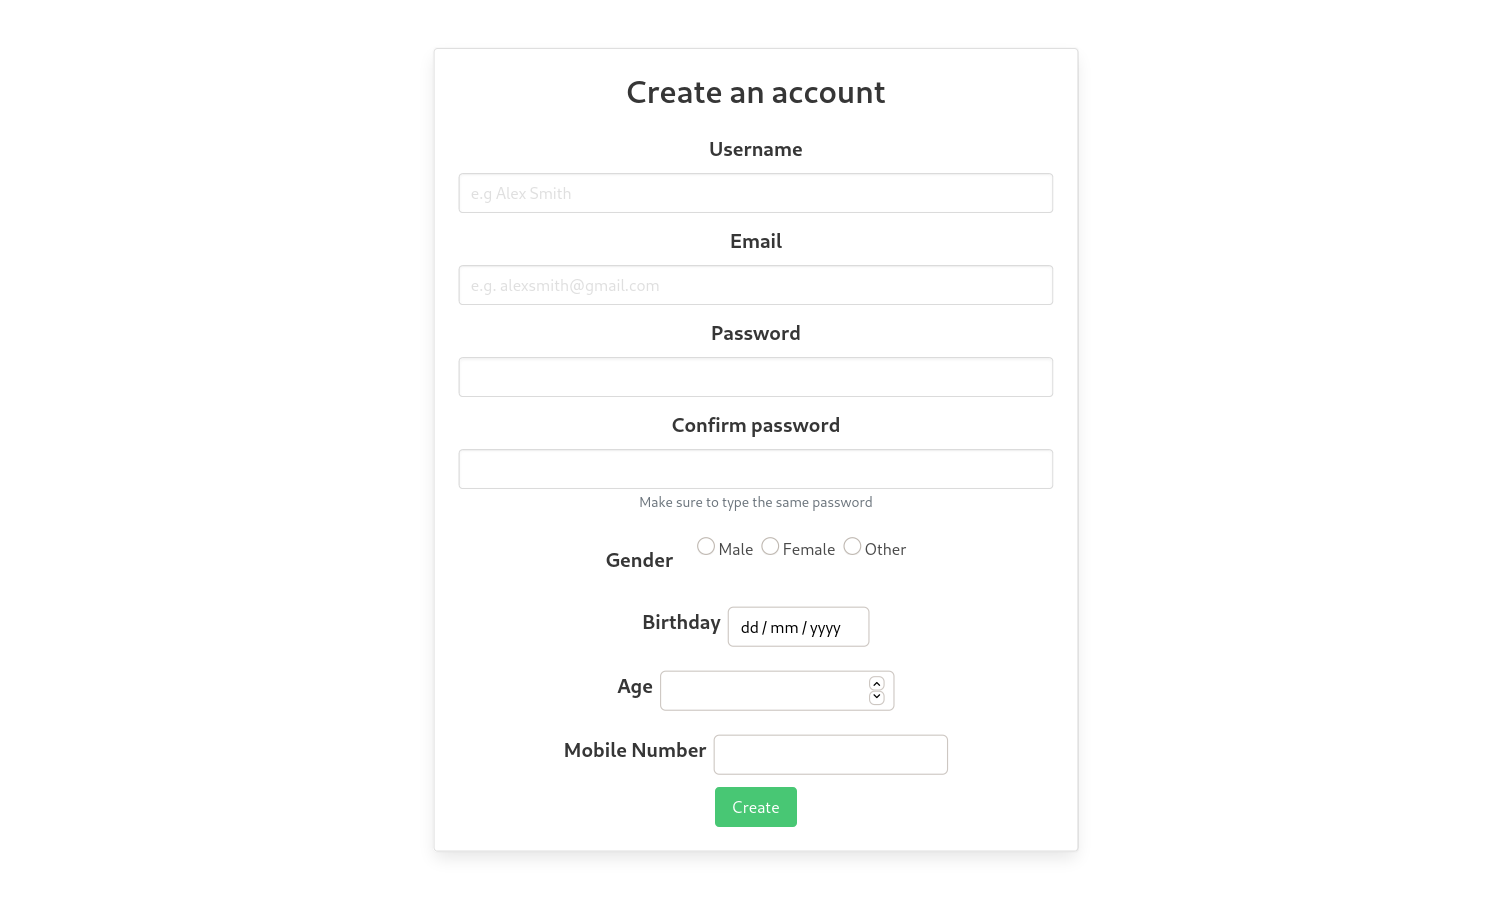 Create an account
Username
e.g Alex Smith
Email
e.g. alexsmith@gmail.com
Password
Confirm password
Make sure to type the same password
Gender Male Female Other
Birthday dd / mm / yyyy
Age
Mobile Number
Create